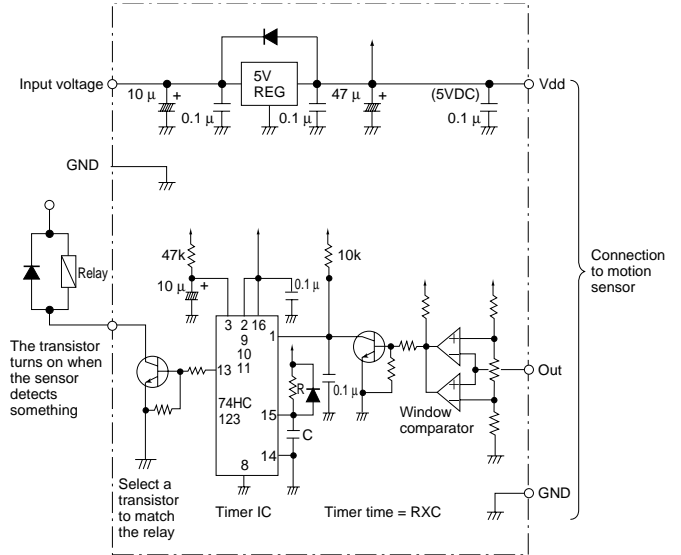 Input voltage
10 µ
+
0.1 µ
5V
REG
0.1 µ
47 µ
+
(5VDC)
0.1 µ
Vdd
GND
Relay
The transistor
turns on when
the sensor
detects
something
47k
10 µ
+
0.1 µ
10k
3 2 16
9
10
11
1
13
74HC
123
15
14
8
R
C
0.1 µ
+
−
+
−
Window
comparator
Out
Connection
to motion
sensor
GND
Select a
transistor
to match
the relay
Timer IC
Timer time = RXC